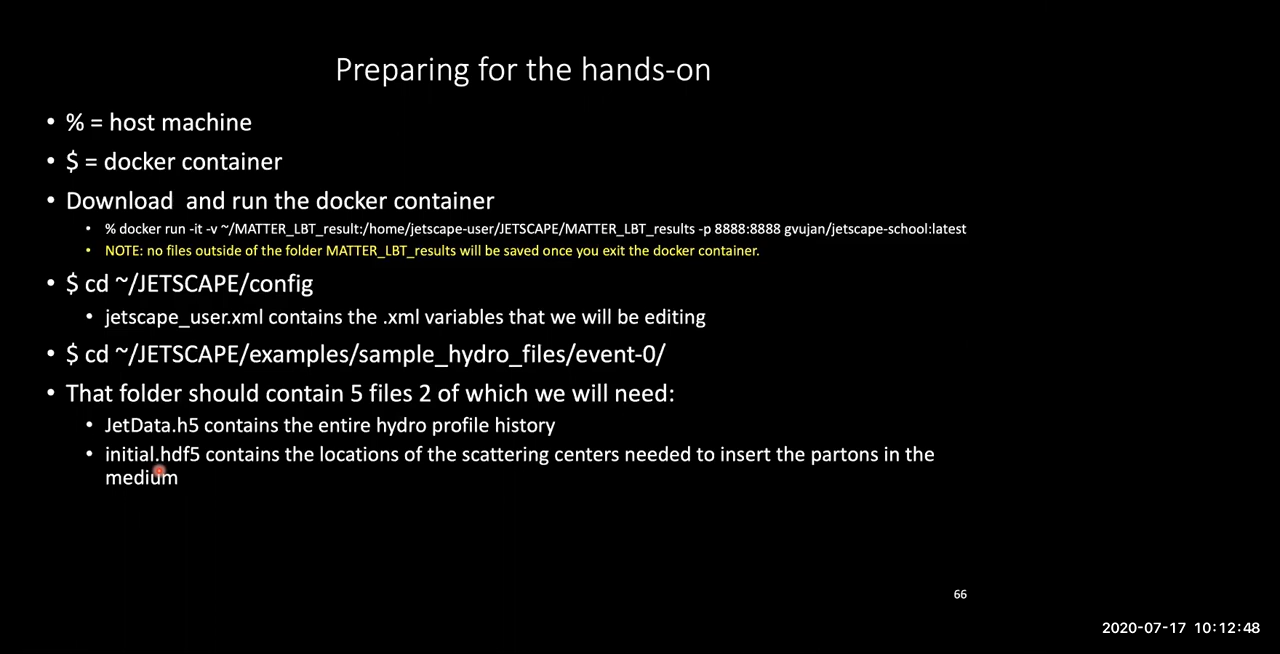 Preparing for the hands-on
• % = host machine
• $ = docker container
• Download  and run the docker container
• % docker run -it -v ~/MATTER_LBT_result:/home/jetscape-user/JETSCAPE/MATTER_LBT_results -p 8888:8888 gvujan/jetscape-school:latest
• NOTE: no files outside of the folder MATTER_LBT_results will be saved once you exit the docker container.
• $ cd ~/JETSCAPE/config
• jetscape_user.xml contains the .xml variables that we will be editing
• $ cd ~/JETSCAPE/examples/sample_hydro_files/event-0/
• That folder should contain 5 files 2 of which we will need:
• JetData.h5 contains the entire hydro profile history
• initial.hdf5 contains the locations of the scattering centers needed to insert the partons in the
medium
66
2020-07-17 10:12:48